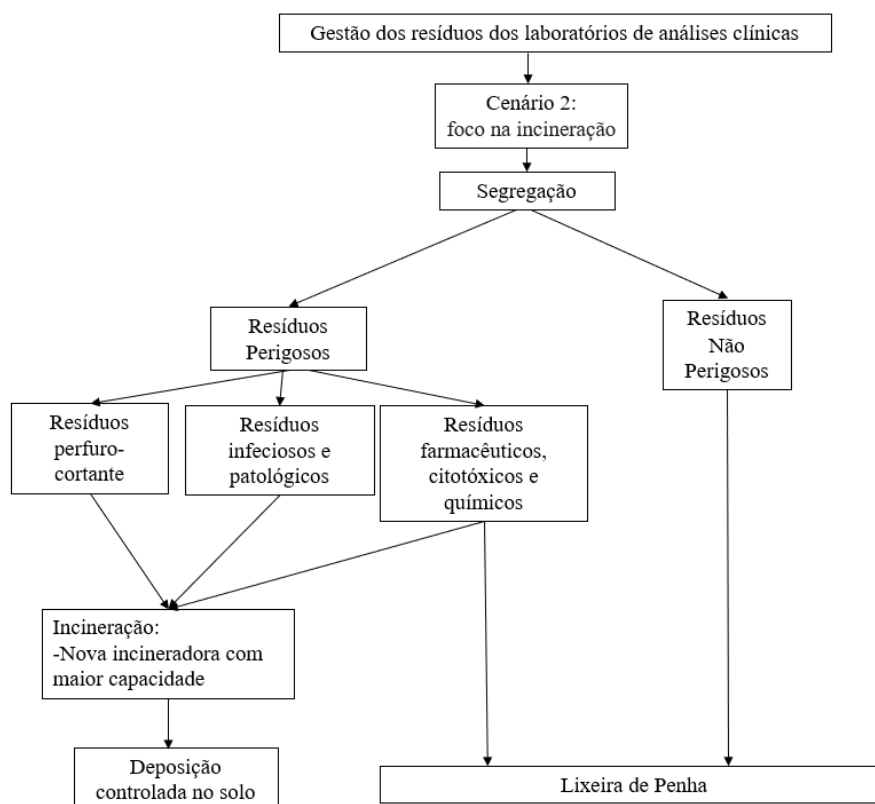 Gestão dos resíduos dos laboratórios de análises clínicas
Cenário 2:
foco na incineração
Segregação
Resíduos
Perigosos
Resíduos
Não
Perigosos
Resíduos
perfuro-
cortante
Resíduos
infeciosos e
patológicos
Resíduos
farmacêuticos,
citotóxicos e
químicos
Incineração:
-Nova incineradora com
maior capacidade
Deposição
controlada no solo
Lixeira de Penha